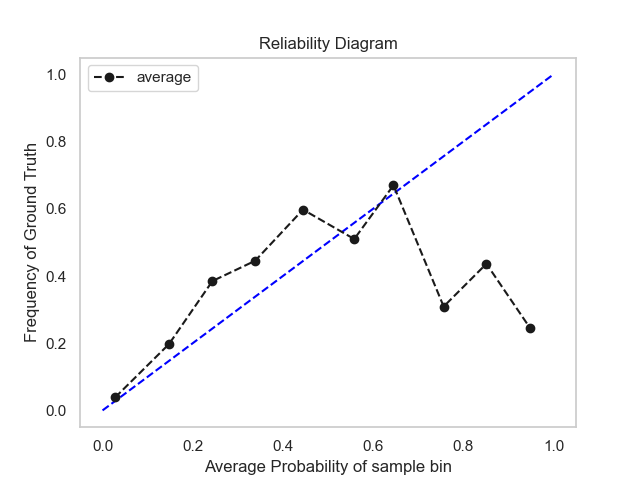 Reliability Diagram
average
Frequency of Ground Truth
1.0
0.8
0.6
0.4
0.2
0.0
0.0 0.2 0.4 0.6 0.8 1.0
Average Probability of sample bin